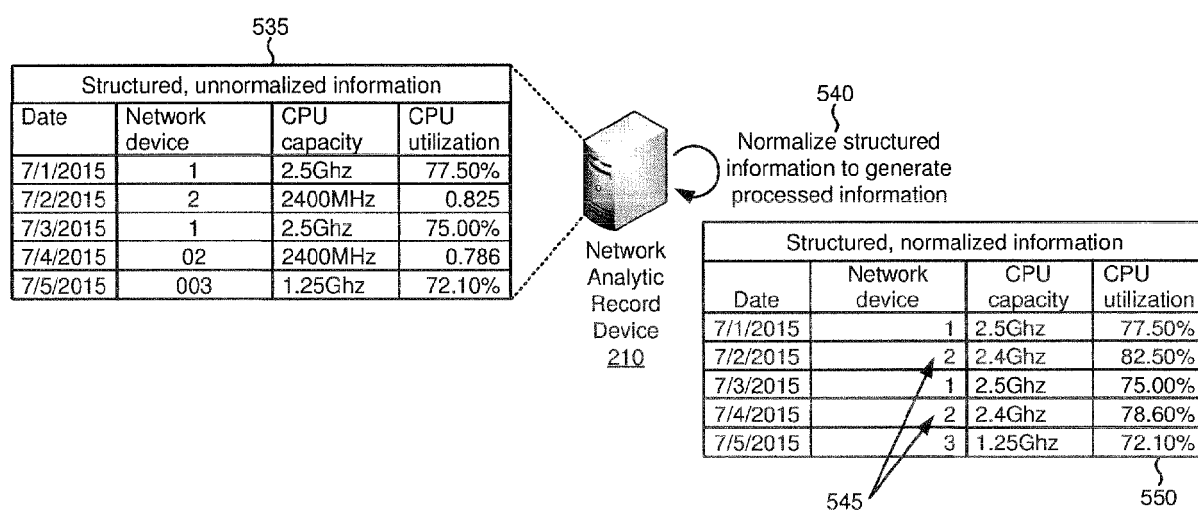 535
Structured, unnormalized information
Date Network device CPU capacity CPU utilization
7/1/2015 1 2.5Ghz 77.50%
7/2/2015 2 2400MHz 0.825
7/3/2015 1 2.5Ghz 75.00%
7/4/2015 02 2400MHz 0.786
7/5/2015 003 1.25Ghz 72.10%
Network
Analytic
Record
Device
210
540
Normalize structured
information to generate
processed information
Structured, normalized information
Date Network device CPU capacity CPU utilization
7/1/2015 1 2.5Ghz 77.50%
7/2/2015 2 2.4Ghz 82.50%
7/3/2015 1 2.5Ghz 75.00%
7/4/2015 2 2.4Ghz 78.60%
7/5/2015 3 1.25Ghz 72.10%
545
550